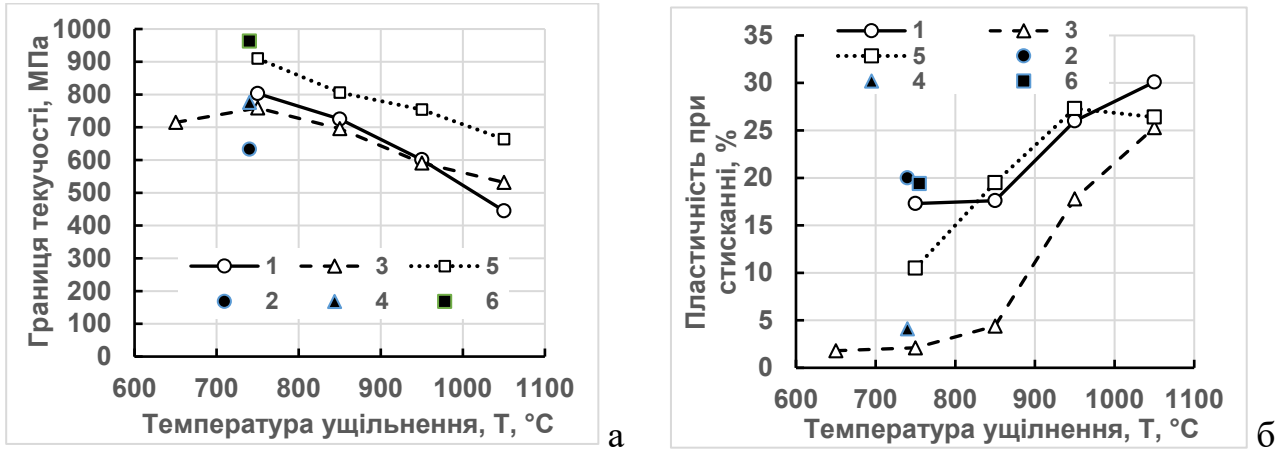 Границя текучості, МПа
1000
900
800
700
600
500
400
300
200
100
0
1 3 5
2 4 6
600 700 800 900 1000 1100
Температура ущільнення, Т, °С
а
Пластичність при
стисканні, %
35
30
25
20
15
10
5
0
1 3
5 2
4 6
600 700 800 900 1000 1100
Температура ущілнення, Т, °С
б